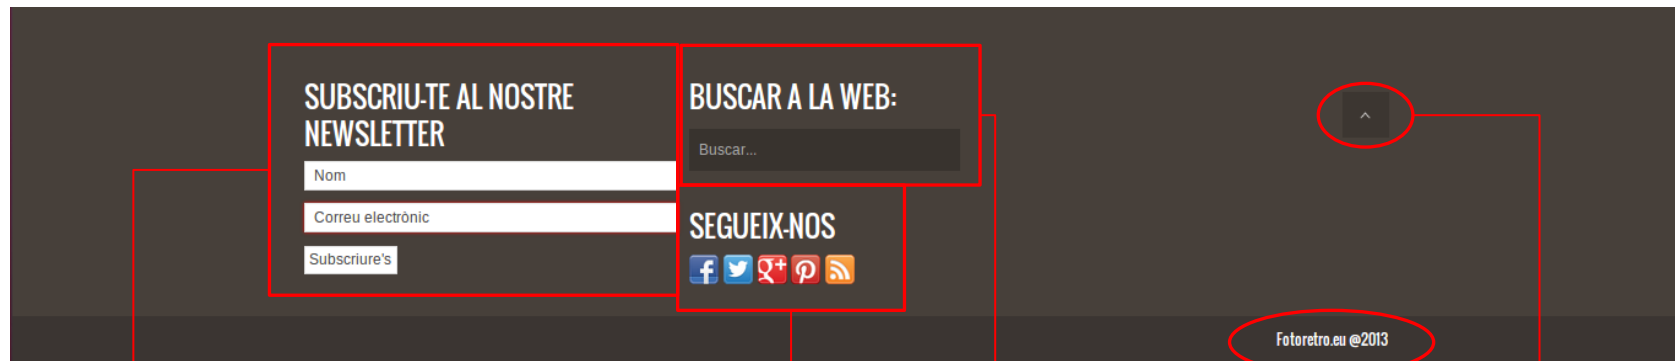 SUBSCRIU-TE AL NOSTRE
NEWSLETTER
Nom
Correu electrònic
Subscriure's
BUSCAR A LA WEB:
Buscar...
SEGUEIX-NOS
Fotoretro.eu @2013